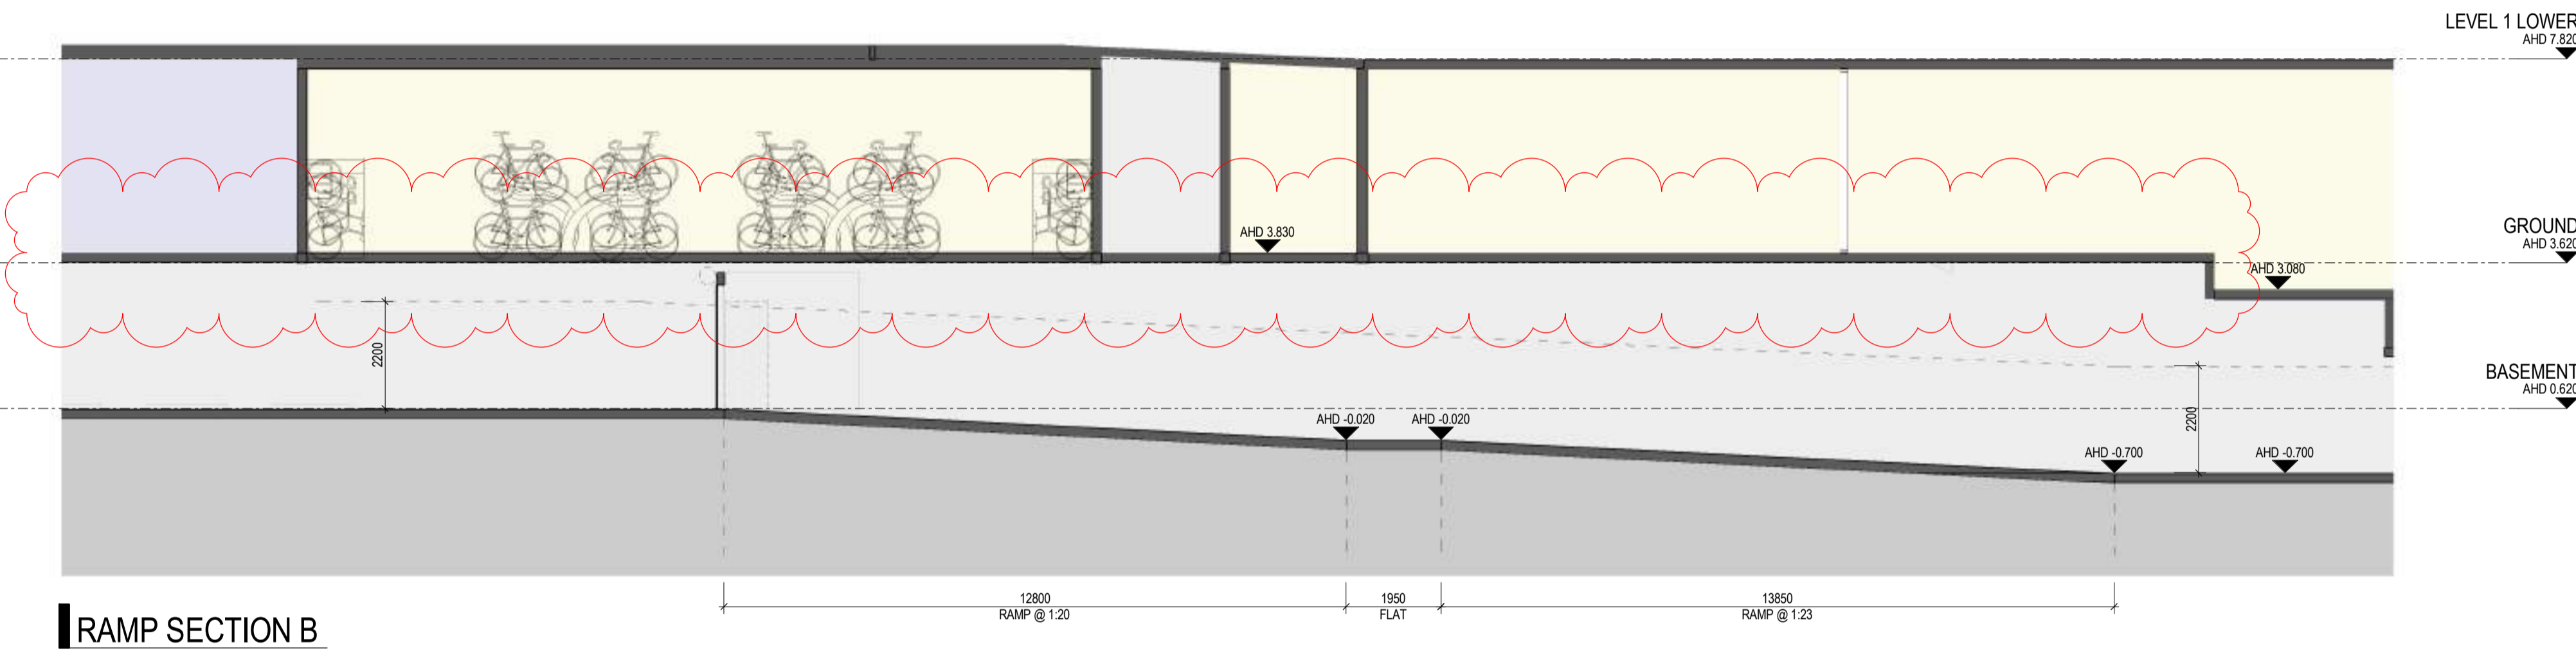 LEVEL 1 LOWER
AHD 7.820
AHD 3.830
GROUND
AHD 3.620
AHD 3.080
2200
BASEMENT
AHD 0.620
AHD -0.020
AHD -0.020
2200
AHD -0.700
AHD -0.700
12800
RAMP @ 1:20
1950
FLAT
13850
RAMP @ 1:23
RAMP SECTION B